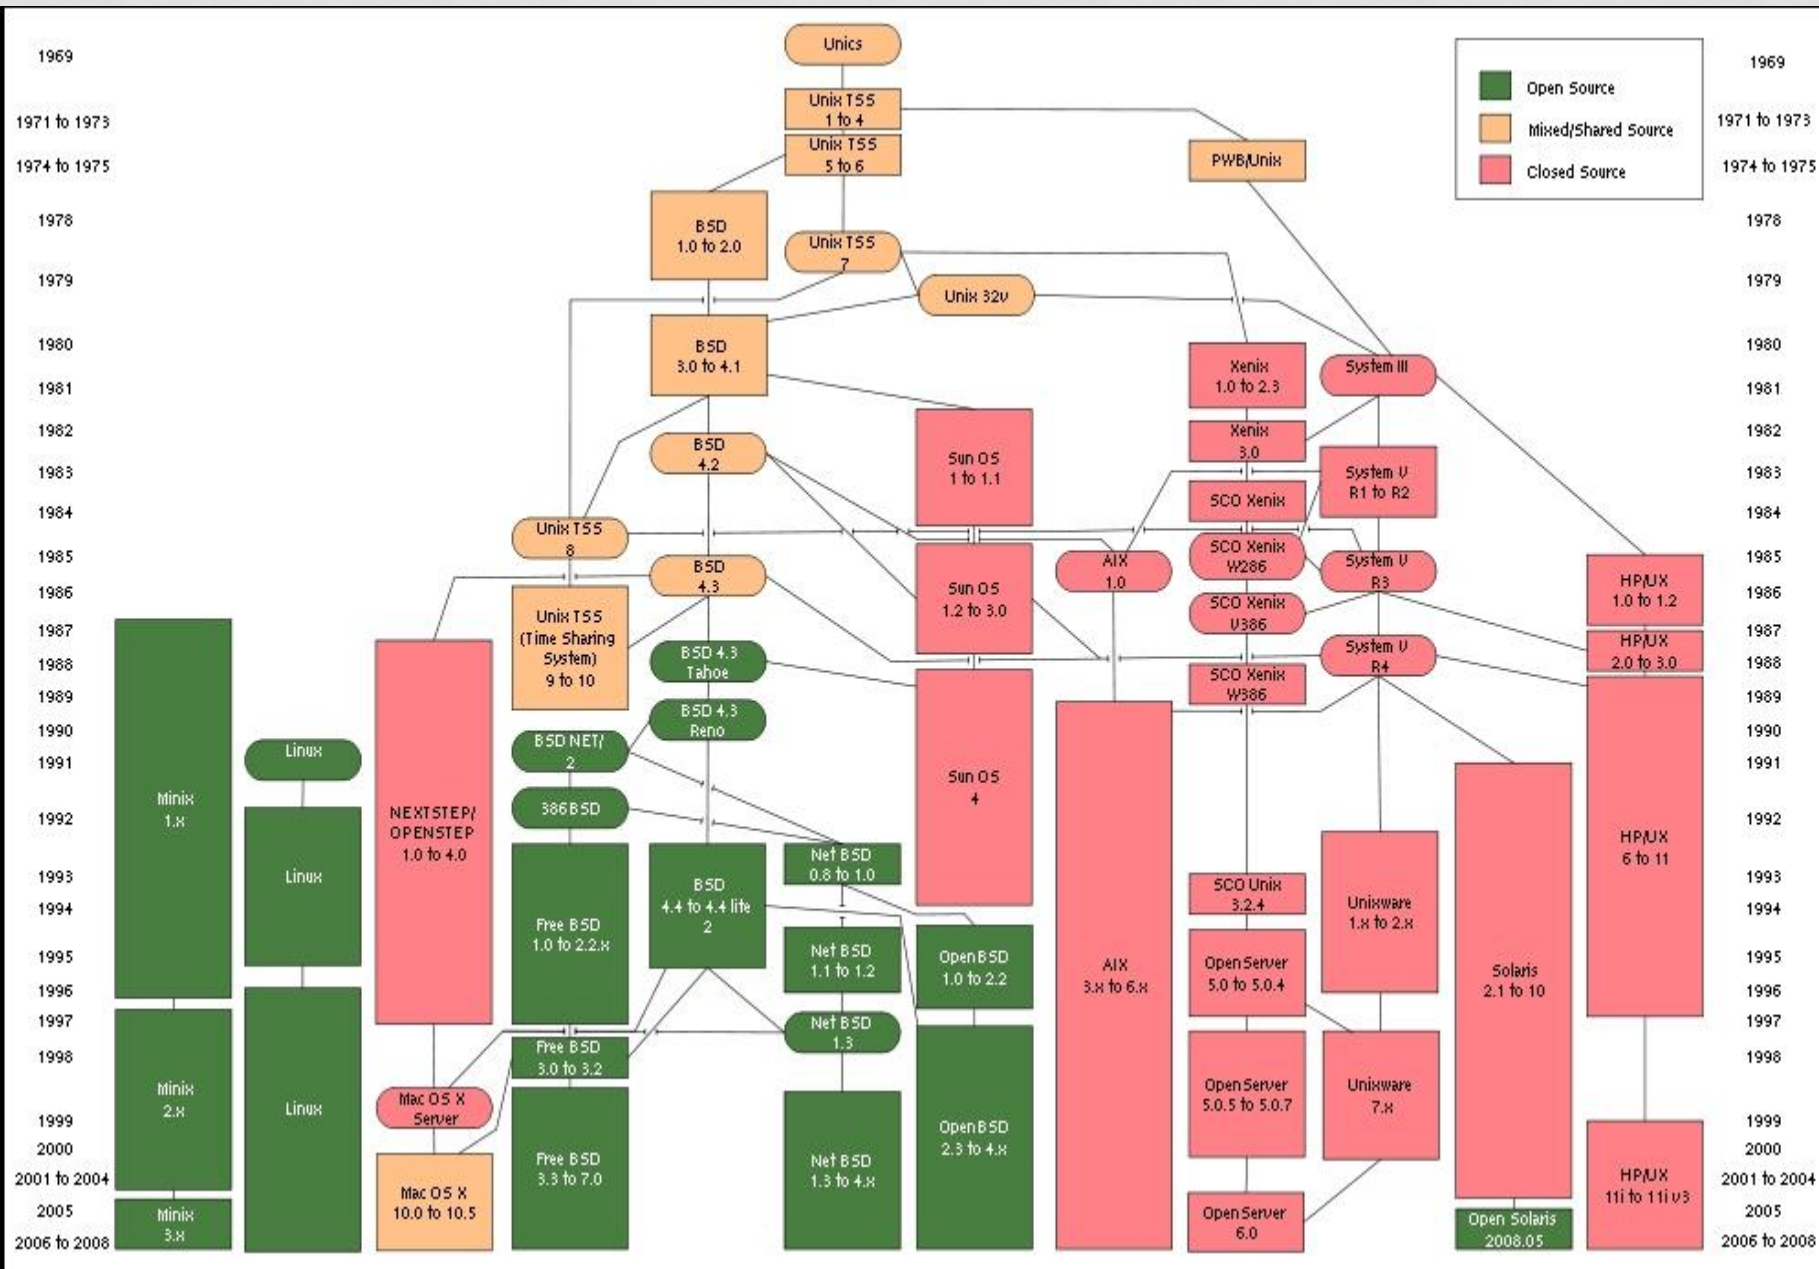 Unics
1969
1969
Open Source
Unix TSS
1 to 4
1971 to 1973
1971 to 1973
Mixed/Shared Source
Unix TSS
5 to 6
PWB/Unix
1974 to 1975
1974 to 1975
Closed Source
1978
1978
BSD
1.0 to 2.0
Unix TSS
7
1979
1979
Unix 32v
1980
1980
BSD
3.0 to 4.1
Xenix
1.0 to 2.3
System III
1981
1981
1982
1982
BSD
4.2
Xenix
3.0
Sun OS
1 to 1.1
1983
1983
System V
R1 to R2
SCO Xenix
1984
1984
Unix TSS
8
SCO Xenix
W286
1985
1985
BSD
4.3
AIX
1.0
System V
R3
Sun OS
1.2 to 3.0
HP/UX
1.0 to 1.2
1986
1986
Unix TSS
(Time Sharing
System)
9 to 10
SCO Xenix
V386
1987
1987
BSD 4.3
Tahoe
System V
R4
HP/UX
2.0 to 3.0
1988
1988
SCO Xenix
W386
1989
1989
BSD 4.3
Reno
1990
1990
BSD NET/
2
Linux
1991
1991
Sun OS
4
Minix
1.x
386BSD
NEXTSTEP/
OPENSTEP
1.0 to 4.0
1992
1992
HP/UX
6 to 11
Net BSD
0.8 to 1.0
Linux
1993
1993
BSD
4.4 to 4.4 lite
2
SCO Unix
3.2.4
1994
1994
Unixware
1.x to 2.x
Free BSD
1.0 to 2.2.x
Net BSD
1.1 to 1.2
1995
1995
Open BSD
1.0 to 2.2
AIX
3.x to 6.x
Open Server
5.0 to 5.0.4
Solaris
2.1 to 10
1996
1996
1997
1997
Net BSD
1.3
Free BSD
3.0 to 3.2
1998
1998
Minix
2.x
Mac OS X
Server
Linux
Open Server
5.0.5 to 5.0.7
Unixware
7.x
1999
1999
Open BSD
2.3 to 4.x
2000
2000
Free BSD
3.3 to 7.0
Net BSD
1.3 to 4.x
2001 to 2004
2001 to 2004
HP/UX
11i to 11i v3
Mac OS X
10.0 to 10.5
2005
2005
Minix
3.x
Open Server
6.0
Open Solaris
2008.05
2006 to 2008
2006 to 2008